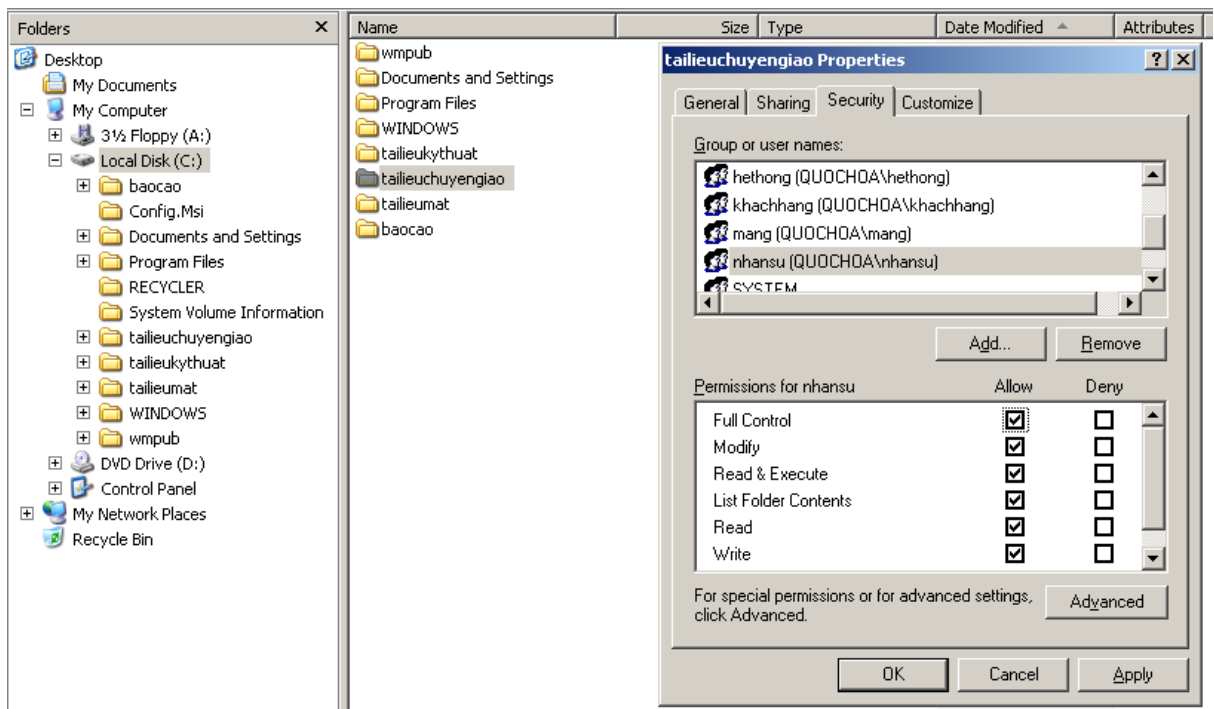 Folders
Desktop
My Documents
My Computer
3½ Floppy (A:)
Local Disk (C:)
baocao
Config.Msi
Documents and Settings
Program Files
RECYCLER
System Volume Information
tailieuchuyengiao
tailieukythuat
tailieumat
WINDOWS
wmpub
DVD Drive (D:)
Control Panel
My Network Places
Recycle Bin
Name Size Type Date Modified Attributes
wmpub
Documents and Settings
Program Files
WINDOWS
tailieukythuat
tailieuchuyengiao
tailieumat
baocao
tailieuchuyengiao Properties
General Sharing Security Customize
Group or user names:
hethong (QUOCHOA\hethong)
khachhang (QUOCHOA\khachhang)
mang (QUOCHOA\mang)
nhansu (QUOCHOA\nhansu)
SYSTEM
Add... Remove
Permissions for nhansu Allow Deny
Full Control
Modify
Read & Execute
List Folder Contents
Read
Write
For special permissions or for advanced settings,
click Advanced.
Advanced
OK Cancel Apply